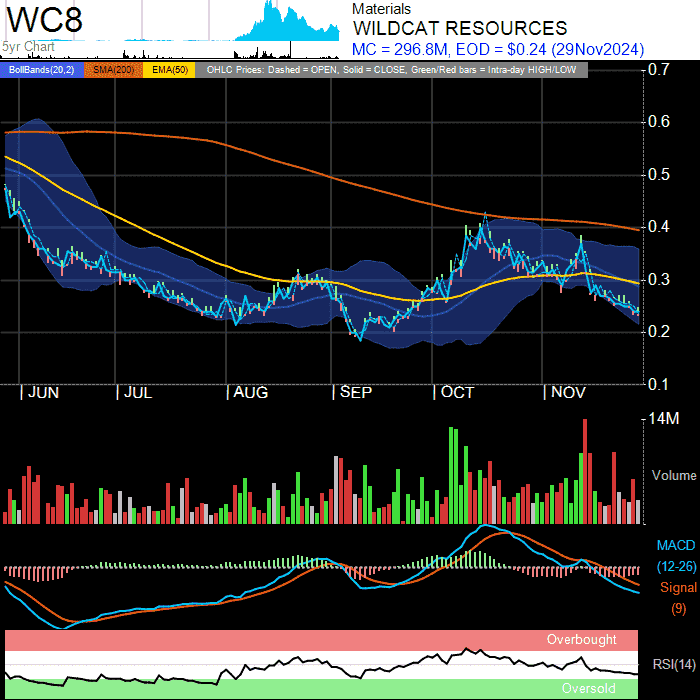 WC8
5yr Chart
Materials
WILDCAT RESOURCES
MC = 296.8M, EOD = $0.24 (29Nov2024)
BollBands(20,2) SMA(200) EMA(50) OHLC Prices: Dashed = OPEN, Solid = CLOSE, Green/Red bars = Intra-day HIGH/LOW
0.7
0.6
0.5
0.4
0.3
0.2
0.1
JUN JUL AUG SEP OCT NOV
14M
Volume
MACD
(12-26)
Signal
(9)
Overbought
RSI(14)
Oversold